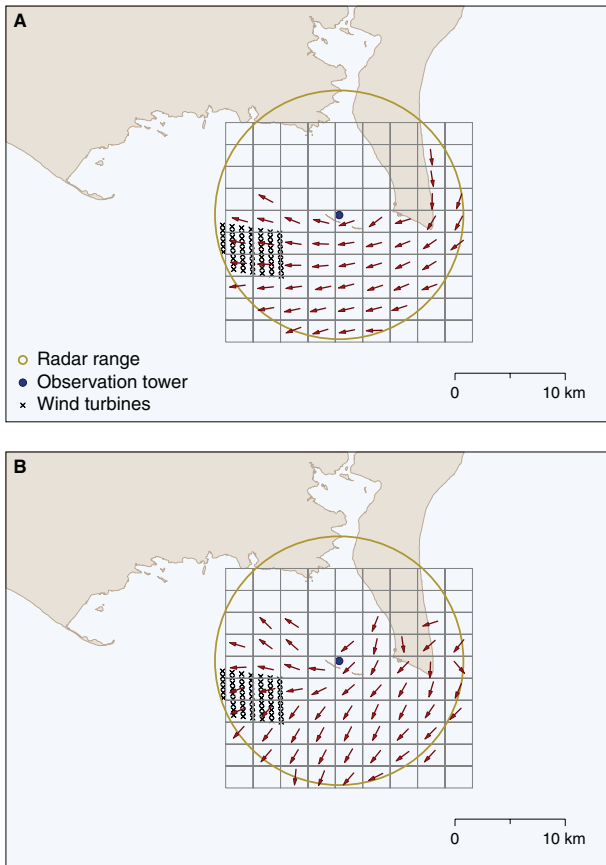 A
Radar range
Observation tower
Wind turbines
0 10 km
B
0 10 km